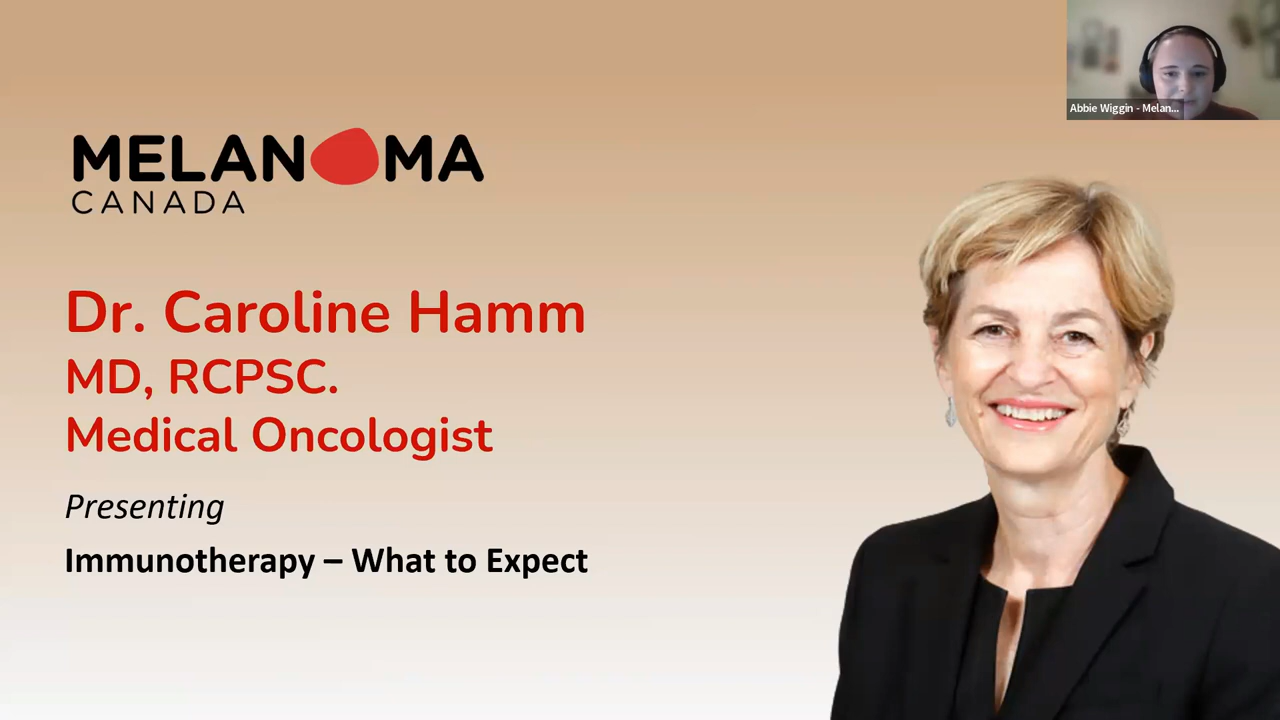 MELANOMA
CANADA
Dr. Caroline Hamm
MD, RCPSC.
Medical Oncologist
Presenting
Immunotherapy – What to Expect
Abbie Wiggin - Melan...